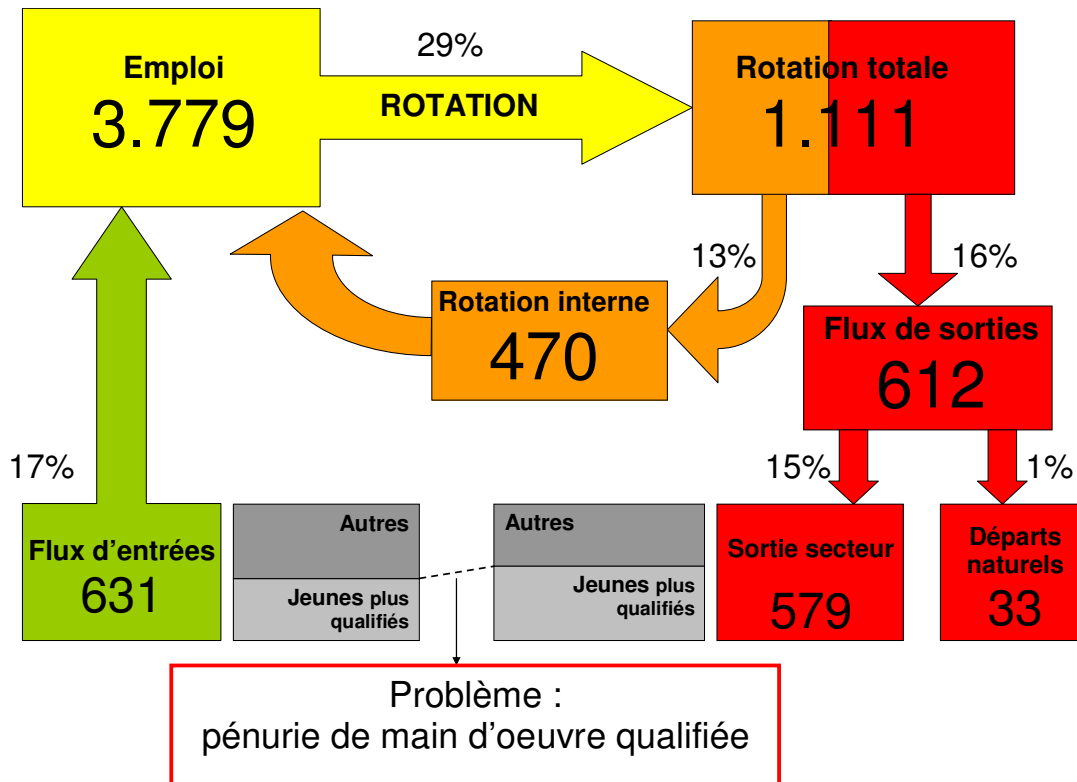 29%
Emploi
3.779
ROTATION
Rotation totale
1.111
13%
16%
Rotation interne
470
Flux de sorties
612
17%
15%
1%
Flux d'entrées
631
Autres
Jeunes plus
qualifiés
Autres
Jeunes plus
qualifiés
Sortie secteur
579
Départs
naturels
33
Problème :
pénurie de main d'oeuvre qualifiée